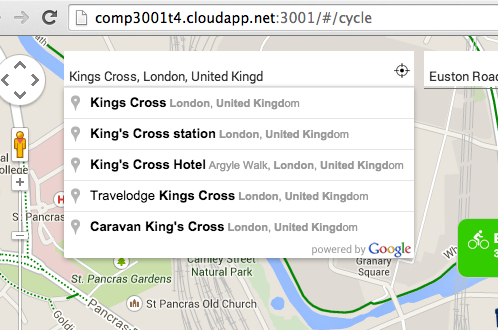 comp3001t4.cloudapp.net:3001/#/cycle
Kings Cross, London, United Kingd
Euston Road
Kings Cross London, United Kingdom
King's Cross station London, United Kingdom
King's Cross Hotel Argyle Walk, London, United Kingdom
Travelodge Kings Cross London, United Kingdom
Caravan King's Cross London, United Kingdom
powered by Google
College
H
St Pancras
St. Pancras Gardens
Camley Street
Natural Park
Granary
Square
St Pancras Old Church